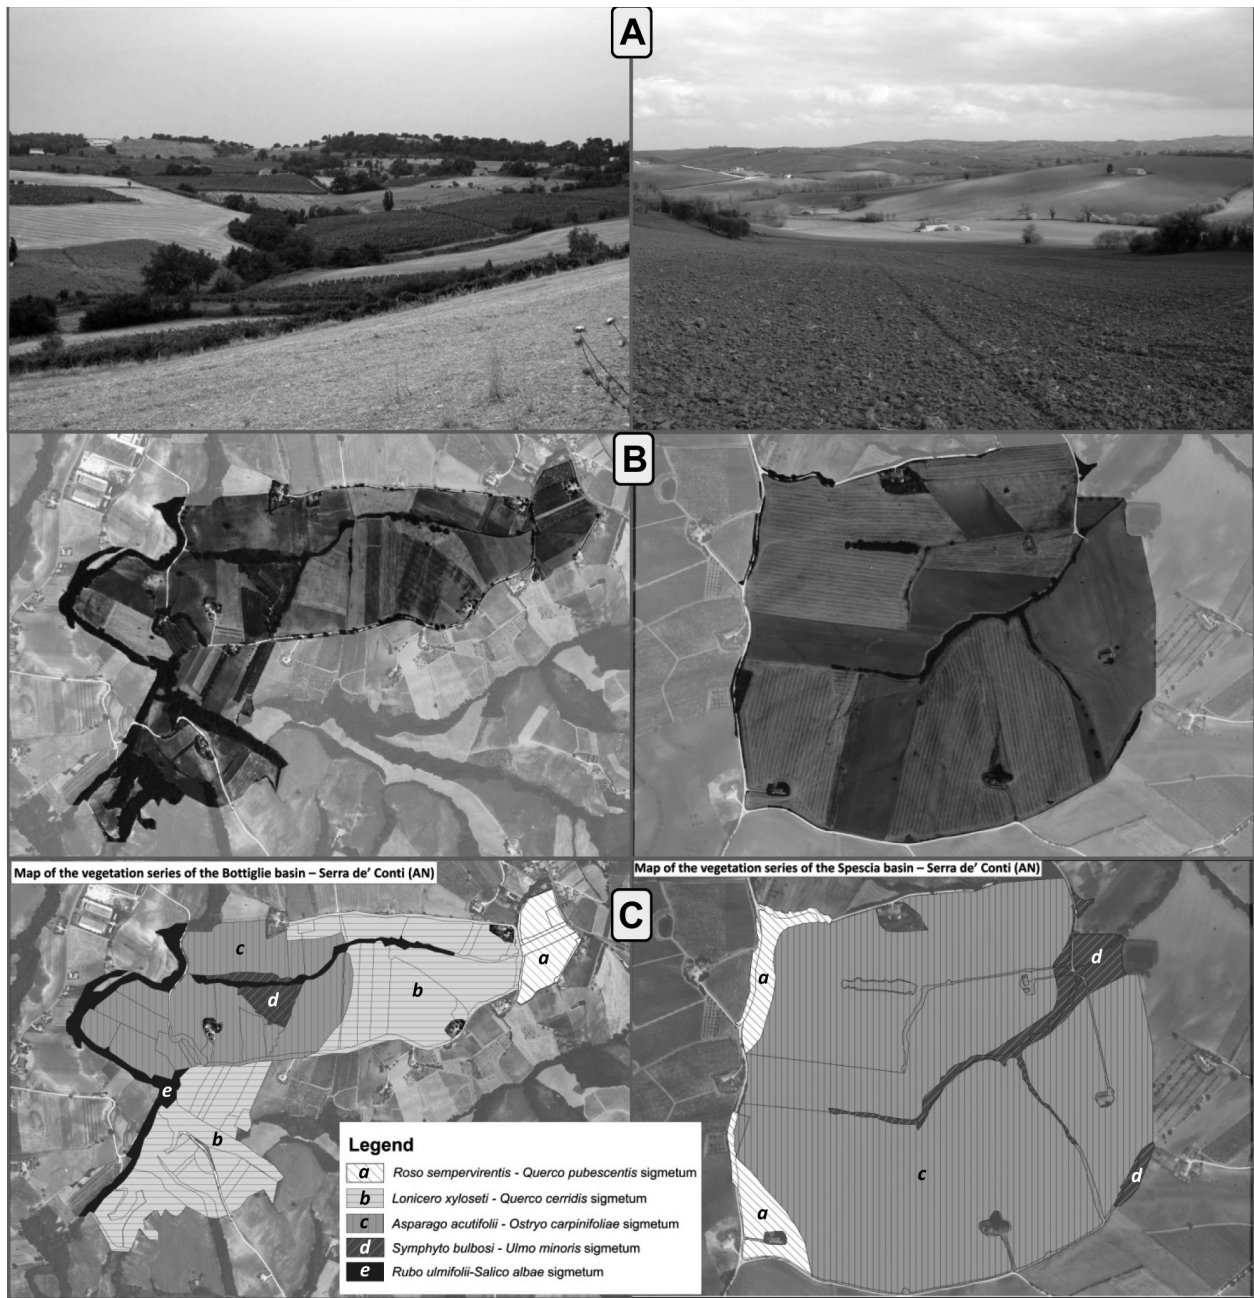 A
B
Map of the vegetation series of the Bottiglie basin – Serra de' Conti (AN)
Map of the vegetation series of the Spescia basin – Serra de' Conti (AN)
C
c
a
d
b
e
b
a
d
c
d
a
Legend
a Roso sempervirentis - Querco pubescentis sigmetum
b Lonicero xyloseti - Querco cerridis sigmetum
c Asparago acutifolii - Ostryo carpinifoliae sigmetum
d Symphyto bulbosi - Ulmo minoris sigmetum
e Rubo ulmifolii-Salico albae sigmetum